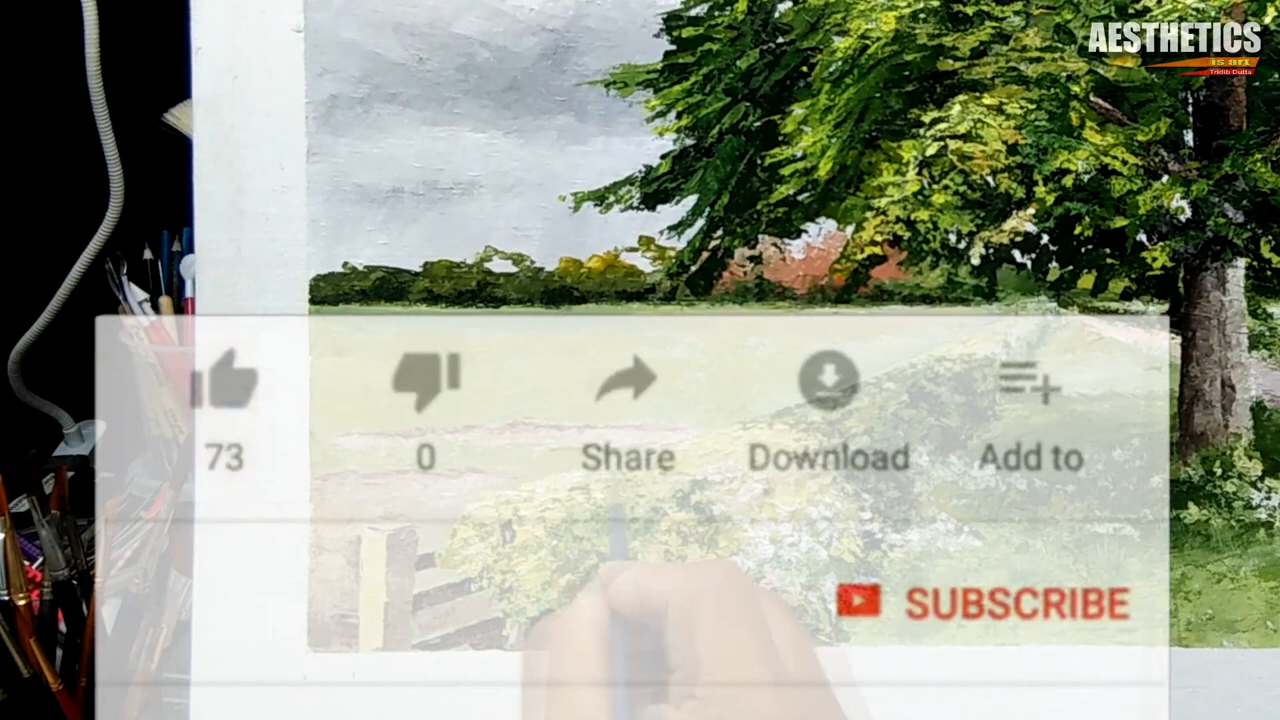 AESTHETICS
is art
Tridib Dutta
73 0 Share Download Add to
SUBSCRIBE